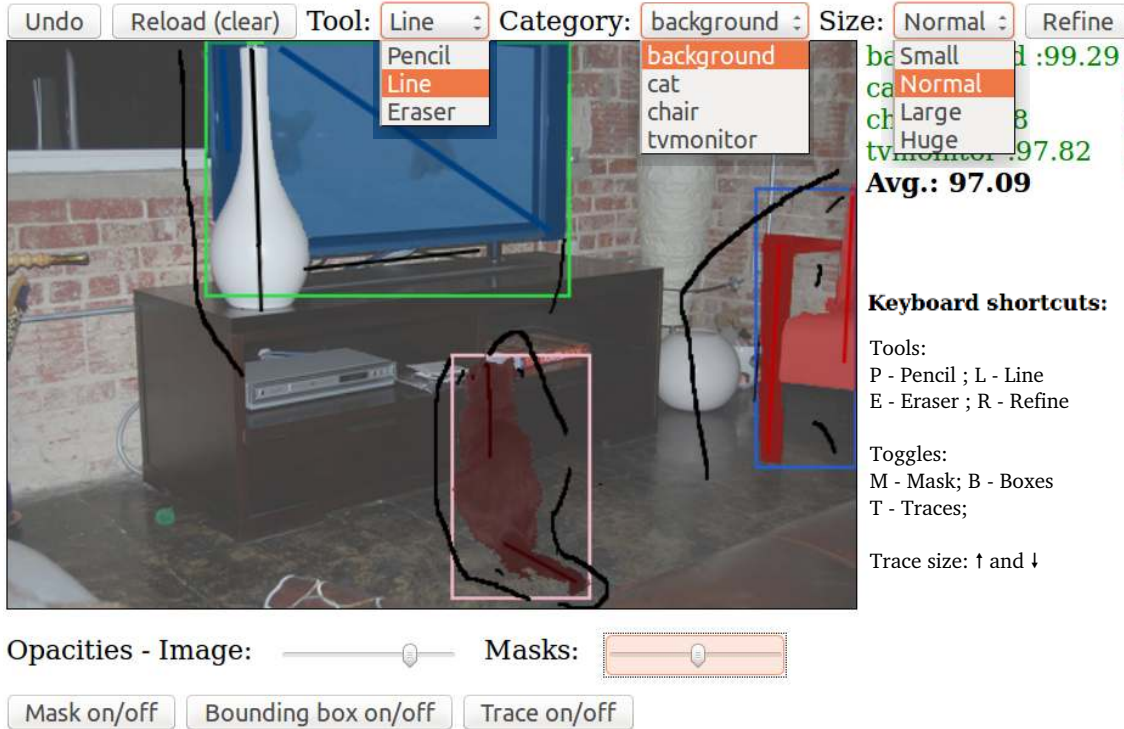 Undo Reload (clear) Tool: Line Category: background Size: Normal Refine
Pencil
Line
Eraser
background
cat
chair
tvmonitor
Small
Normal
Large
Huge
:99.29
8
tvmonitor :97.82
Avg.: 97.09
Keyboard shortcuts:
Tools:
P - Pencil ; L - Line
E - Eraser ; R - Refine
Toggles:
M - Mask; B - Boxes
T - Traces;
Trace size: ↑ and ↓
Opacities - Image: Masks:
Mask on/off Bounding box on/off Trace on/off